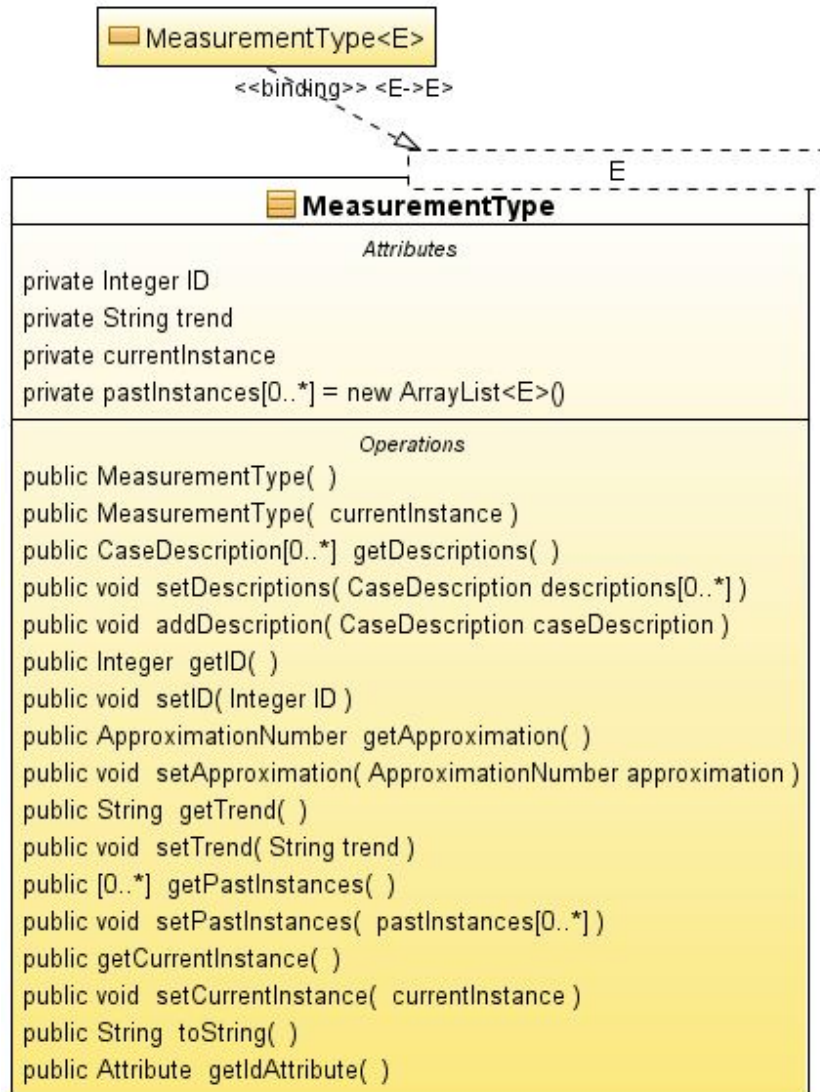 MeasurementType<E>
<<binding>> <E->E>
E
MeasurementType
Attributes
private Integer ID
private String trend
private currentInstance
private pastInstances[0..*] = new ArrayList<E>()
Operations
public MeasurementType( )
public MeasurementType( currentInstance )
public CaseDescription[0..*] getDescriptions( )
public void setDescriptions( CaseDescription descriptions[0..*] )
public void addDescription( CaseDescription caseDescription )
public Integer getID( )
public void setID( Integer ID )
public ApproximationNumber getApproximation( )
public void setApproximation( ApproximationNumber approximation )
public String getTrend( )
public void setTrend( String trend )
public [0..*] getPastInstances( )
public void setPastInstances( pastInstances[0..*] )
public getCurrentInstance( )
public void setCurrentInstance( currentInstance )
public String toString( )
public Attribute getIdAttribute( )